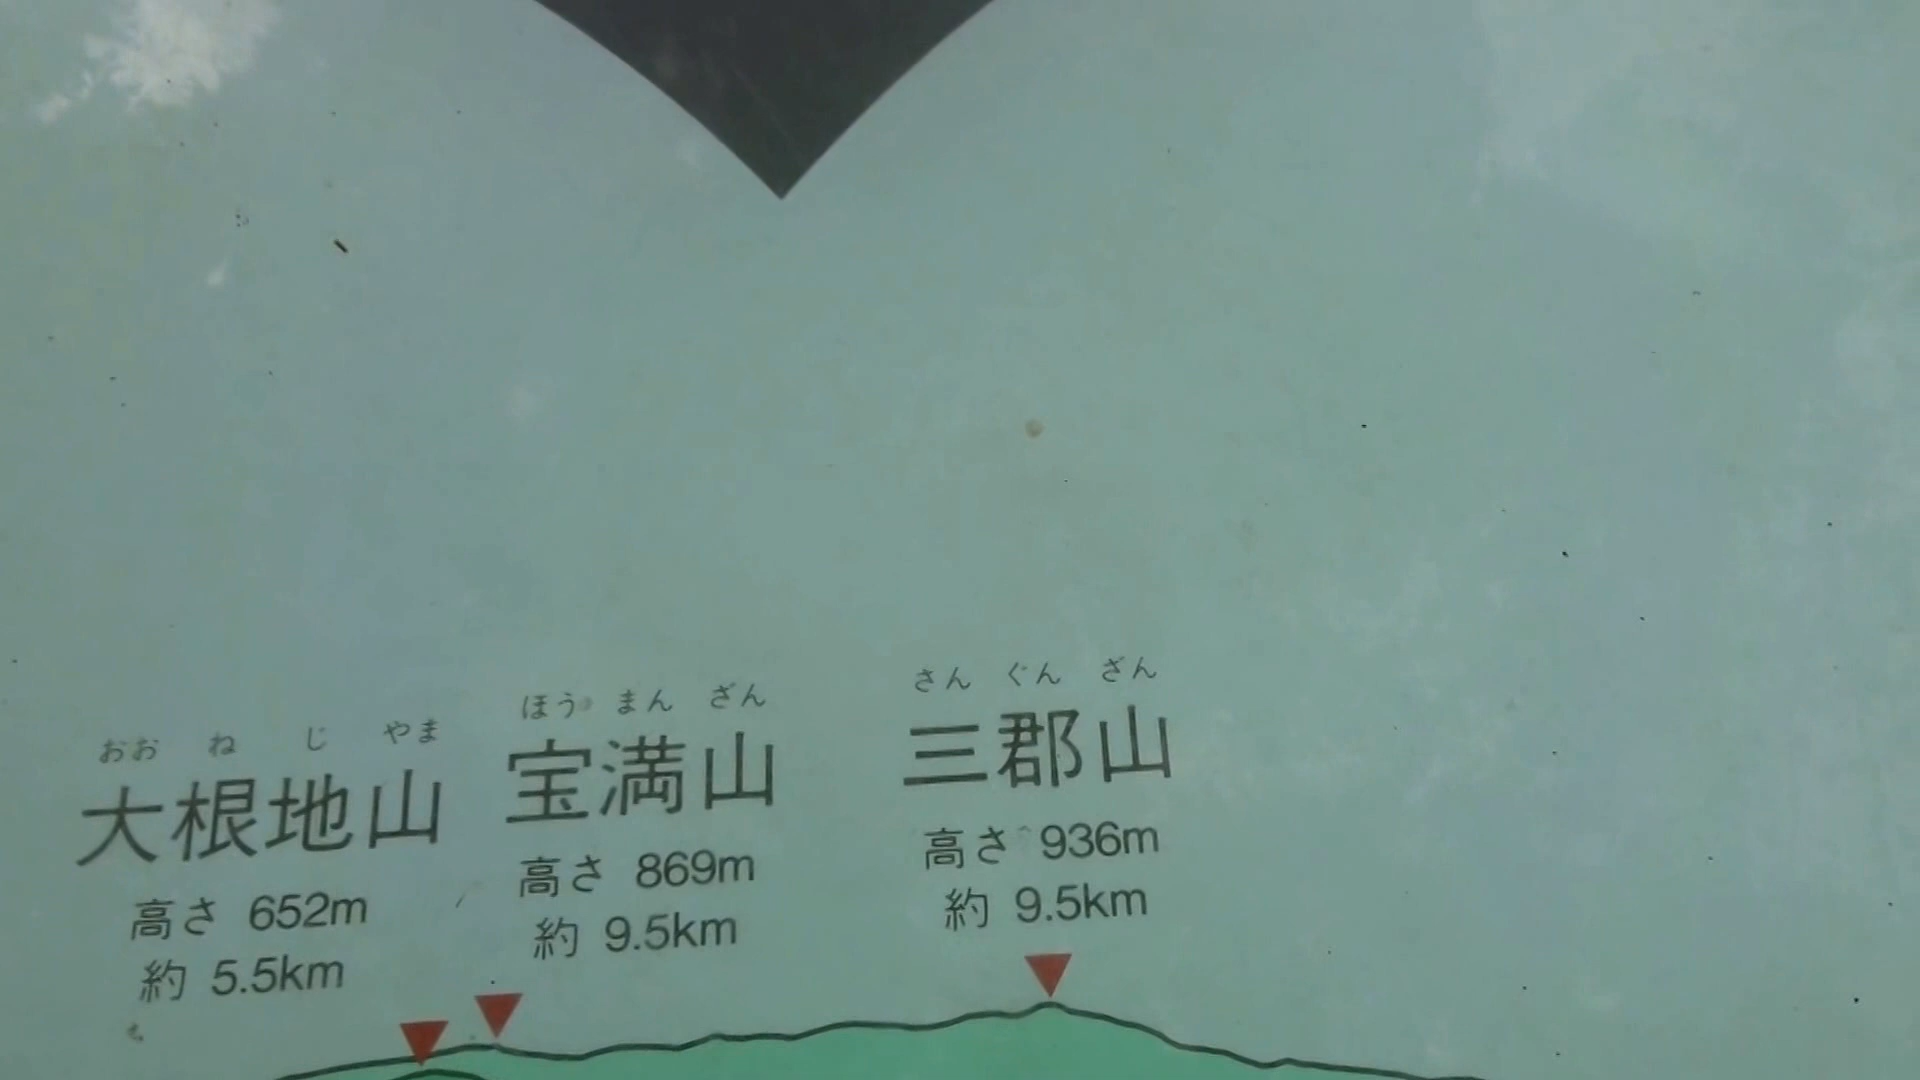 おおねじやま
大根地山
高さ 652m
約 5.5km
ほうまんざん
宝満山
高さ 869m
約 9.5km
さんぐんざん
三郡山
高さ 936m
約 9.5km